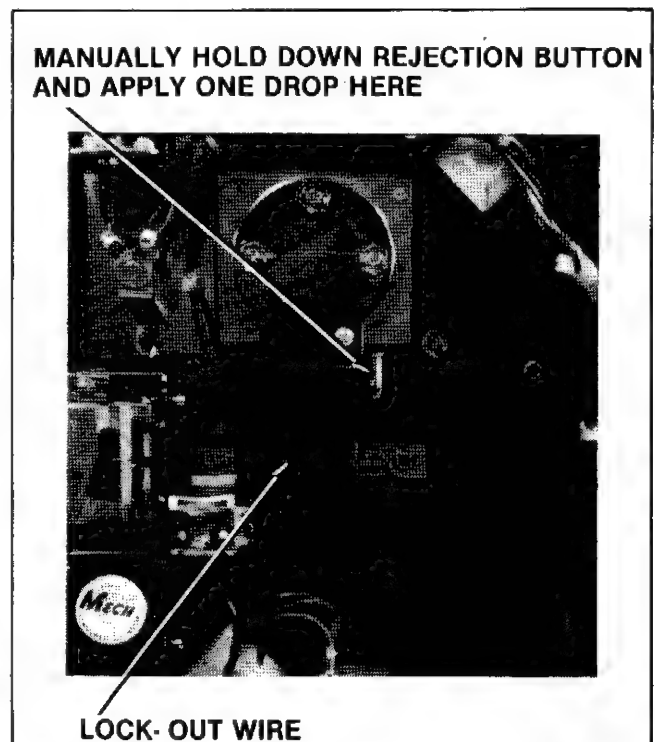 MANUALLY HOLD DOWN REJECTION BUTTON
AND APPLY ONE DROP HERE
MECH
LOCK- OUT WIRE